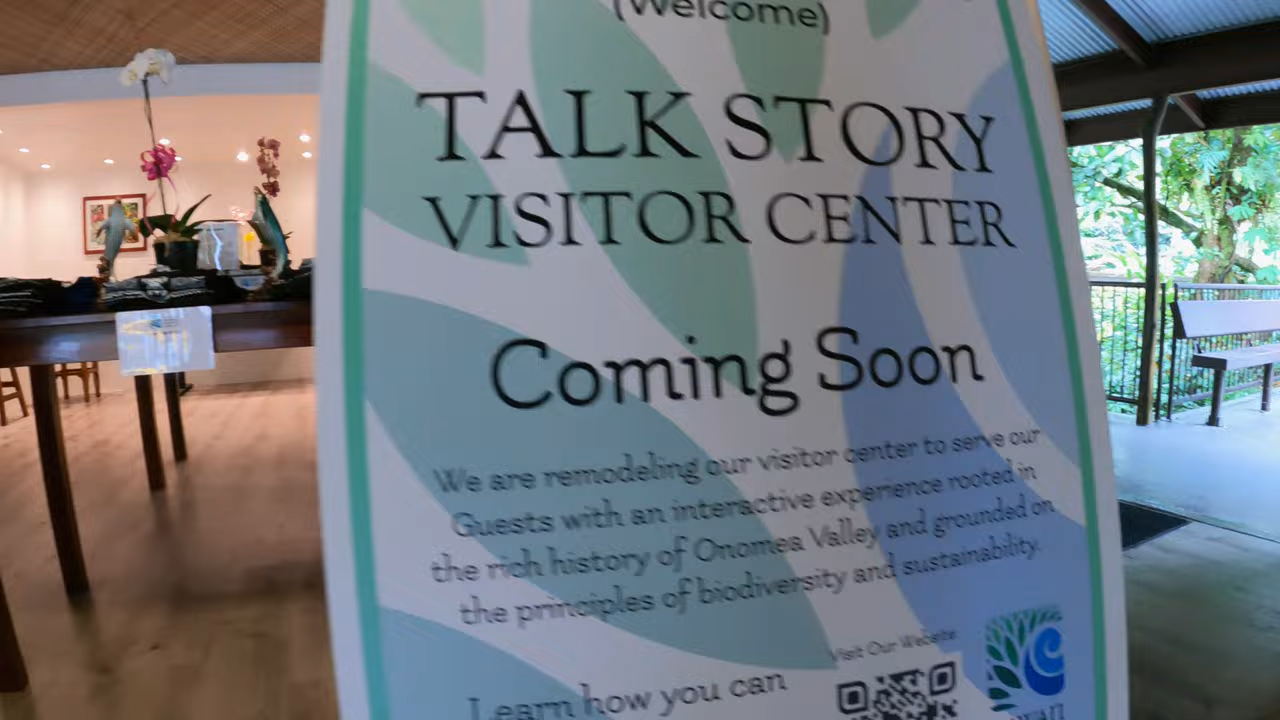 (Welcome)
TALK STORY
VISITOR CENTER
Coming Soon
We are remodeling our visitor center to serve our
Guests with an interactive experience rooted in
the rich history of Onomea Valley and grounded on
the principles of biodiversity and sustainability.
Visit Our Website
Learn how you can